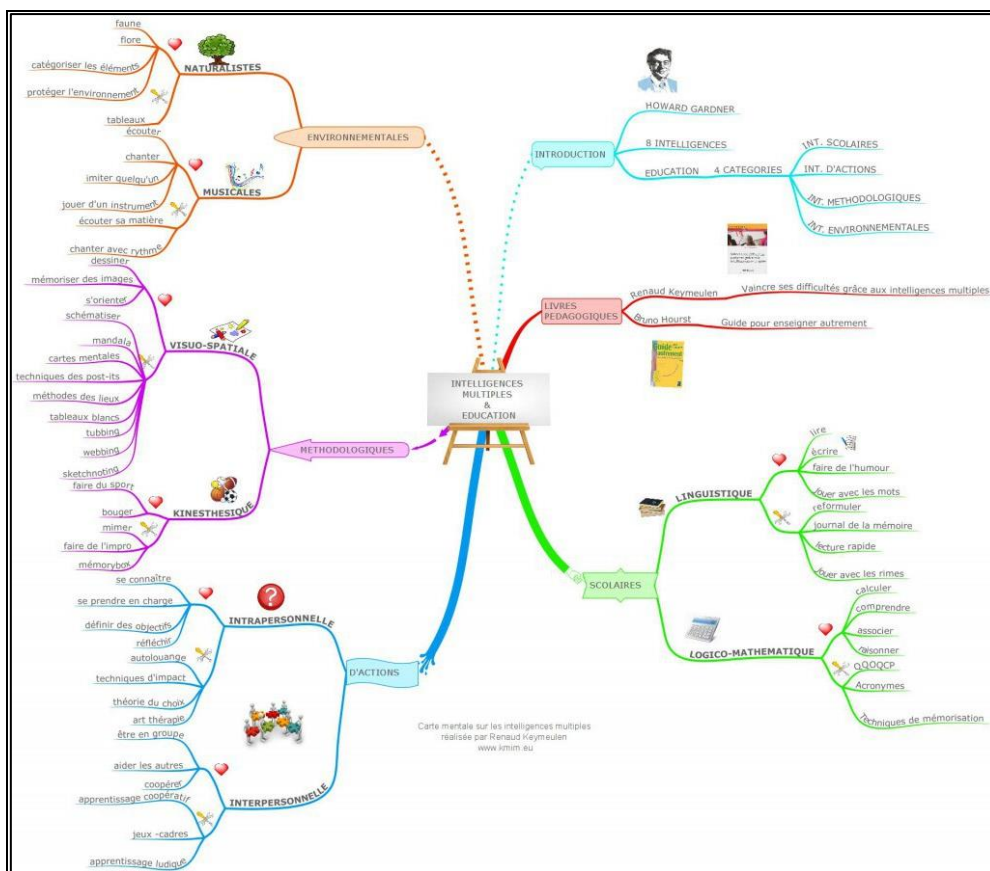 INTELLIGENCES
MULTIPLES
&
EDUCATION
INTRODUCTION
HOWARD GARDNER
8 INTELLIGENCES
EDUCATION
4 CATEGORIES
INT. SCOLAIRES
INT. D'ACTIONS
INT. METHODOLOGIQUES
INT. ENVIRONNEMENTALES
LIVRES
PEDAGOGIQUES
Renaud Keymeulen
Vaincre ses difficultés grâce aux intelligences multiples
Bruno Hourst
Guide pour enseigner autrement
SCOLAIRES
LINGUISTIQUE
lire
écrire
faire de l'humour
jouer avec les mots
reformuler
journal de la mémoire
lecture rapide
jouer avec les rimes
LOGICO-MATHEMATIQUE
calculer
comprendre
associer
raisonner
QQOQCP
Acronymes
Techniques de mémorisation
D'ACTIONS
INTRAPERSONNELLE
se connaître
se prendre en charge
définir des objectifs
réfléchir
autolouange
techniques d'impact
théorie du choix
art thérapie
INTERPERSONNELLE
être en groupe
aider les autres
coopérer
apprentissage coopératif
jeux -cadres
apprentissage ludique
METHODOLOGIQUES
VISUO-SPATIALE
dessiner
mémoriser des images
s'orienter
schématiser
mandala
cartes mentales
techniques des post-its
méthodes des lieux
tableaux blancs
tubbing
webbing
sketchnoting
KINESTHESIQUE
faire du sport
bouger
mimer
faire de l'impro
mémorybox
ENVIRONNEMENTALES
NATURALISTES
faune
flore
catégoriser les éléments
protéger l'environnement
tableaux
MUSICALES
écouter
chanter
imiter quelqu'un
jouer d'un instrument
écouter sa matière
chanter avec rythme
Carte mentale sur les intelligences multiples
réalisée par Renaud Keymeulen
www.kmim.eu